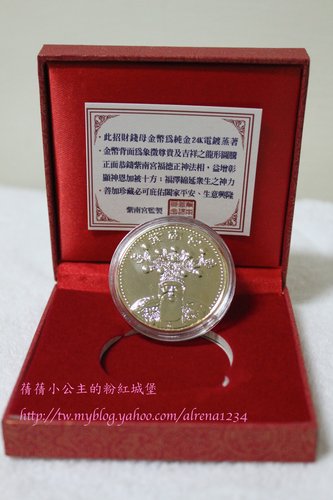 此招財錢母金幣為純金24K電鍍蒸著
金幣背面為象徵尊貴及吉祥之龍形圖騰
正面恭鑄紫南宮福德正神法相，益增彰
顯神恩加被十方；福澤綿延衆生之神力
善加珍藏必可庇佑闔家平安、生意興隆
紫南宮監製
蒨蒨小公主的粉紅城堡
http://tw.myblog.yahoo.com/alrena1234